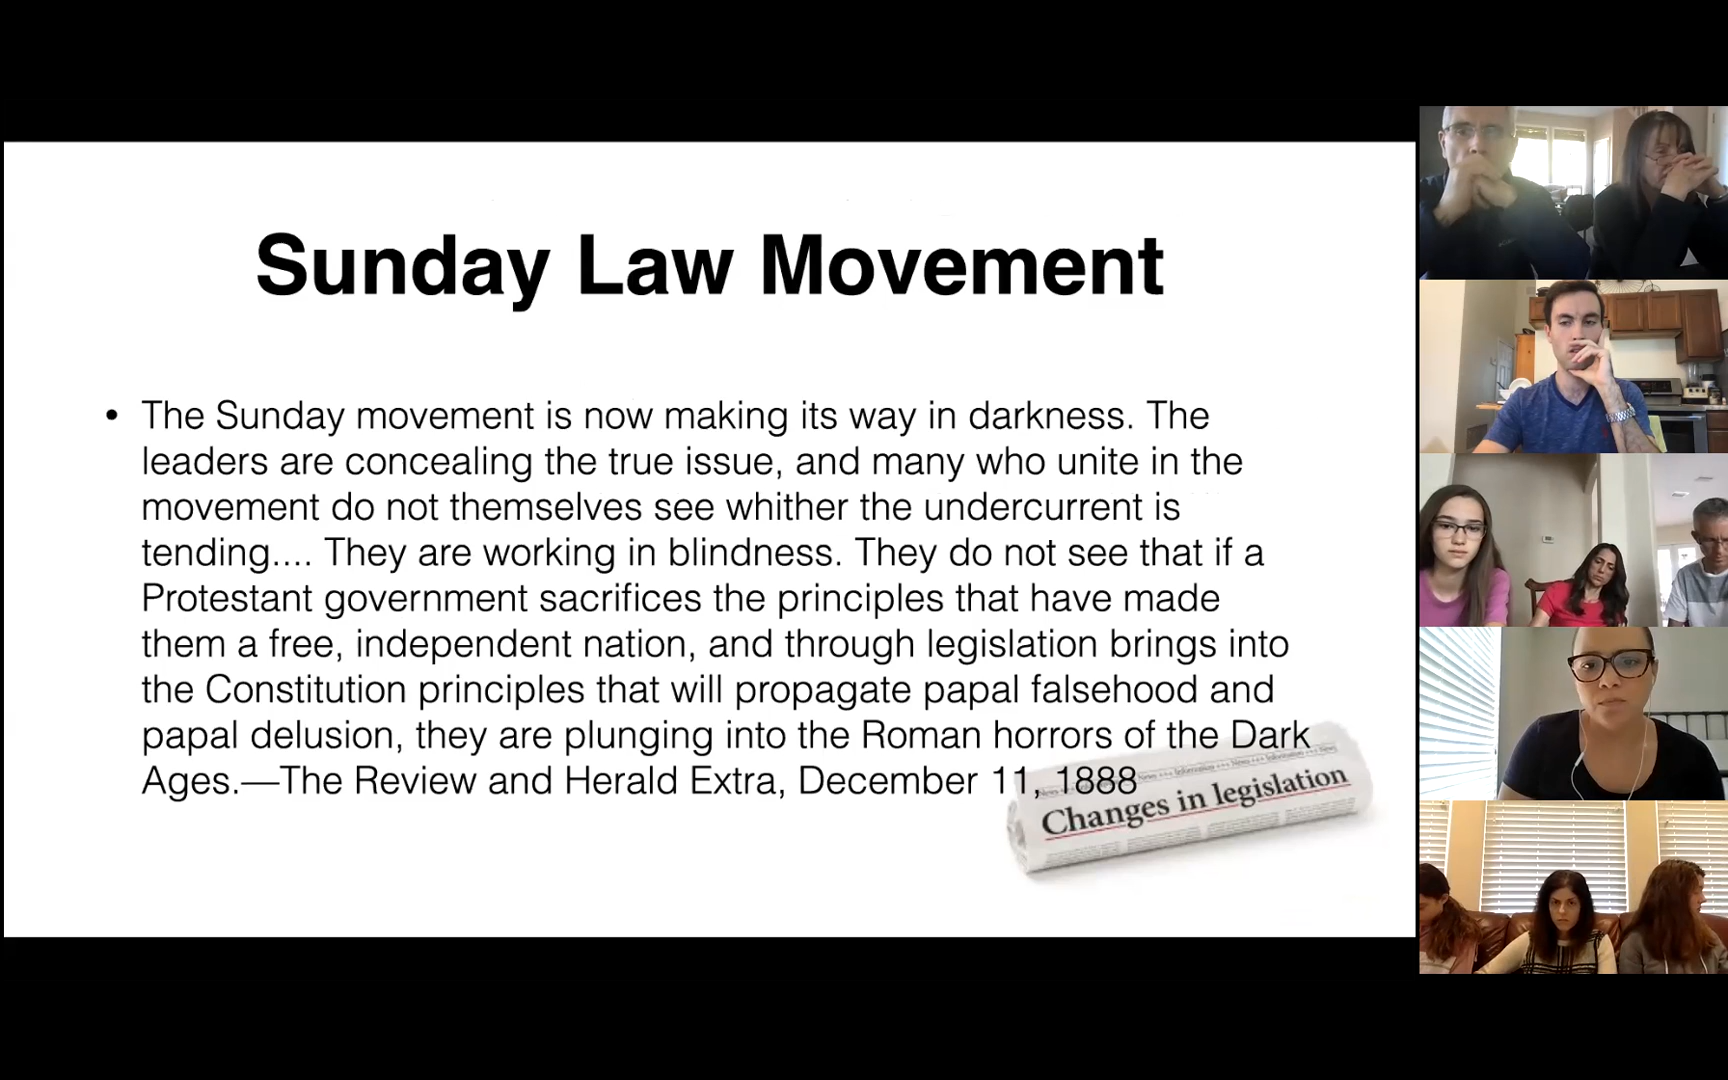 Sunday Law Movement
• The Sunday movement is now making its way in darkness. The
leaders are concealing the true issue, and many who unite in the
movement do not themselves see whither the undercurrent is
tending.... They are working in blindness. They do not see that if a
Protestant government sacrifices the principles that have made
them a free, independent nation, and through legislation brings into
the Constitution principles that will propagate papal falsehood and
papal delusion, they are plunging into the Roman horrors of the Dark
Ages.—The Review and Herald Extra, December 11, 1888
Changes in legislation